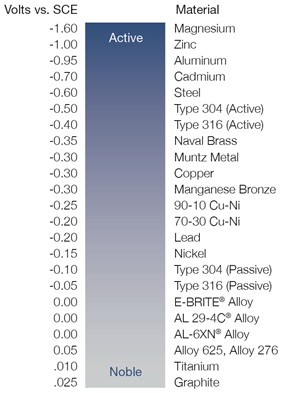 Volts vs. SCE Material
-1.60 Magnesium
Active
-1.00 Zinc
-0.95 Aluminum
-0.70 Cadmium
-0.60 Steel
-0.50 Type 304 (Active)
-0.40 Type 316 (Active)
-0.35 Naval Brass
-0.30 Muntz Metal
-0.30 Copper
-0.30 Manganese Bronze
-0.25 90-10 Cu-Ni
-0.20 70-30 Cu-Ni
-0.20 Lead
-0.15 Nickel
-0.10 Type 304 (Passive)
-0.05 Type 316 (Passive)
0.00 E-BRITE® Alloy
0.00 AL 29-4C® Alloy
0.00 AL-6XN® Alloy
0.05 Alloy 625, Alloy 276
.010 Titanium
Noble
.025 Graphite